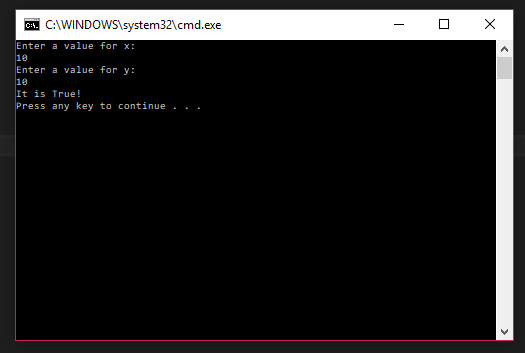 C:\WINDOWS\system32\cmd.exe
Enter a value for x:
10
Enter a value for y:
10
It is True!
Press any key to continue . . .